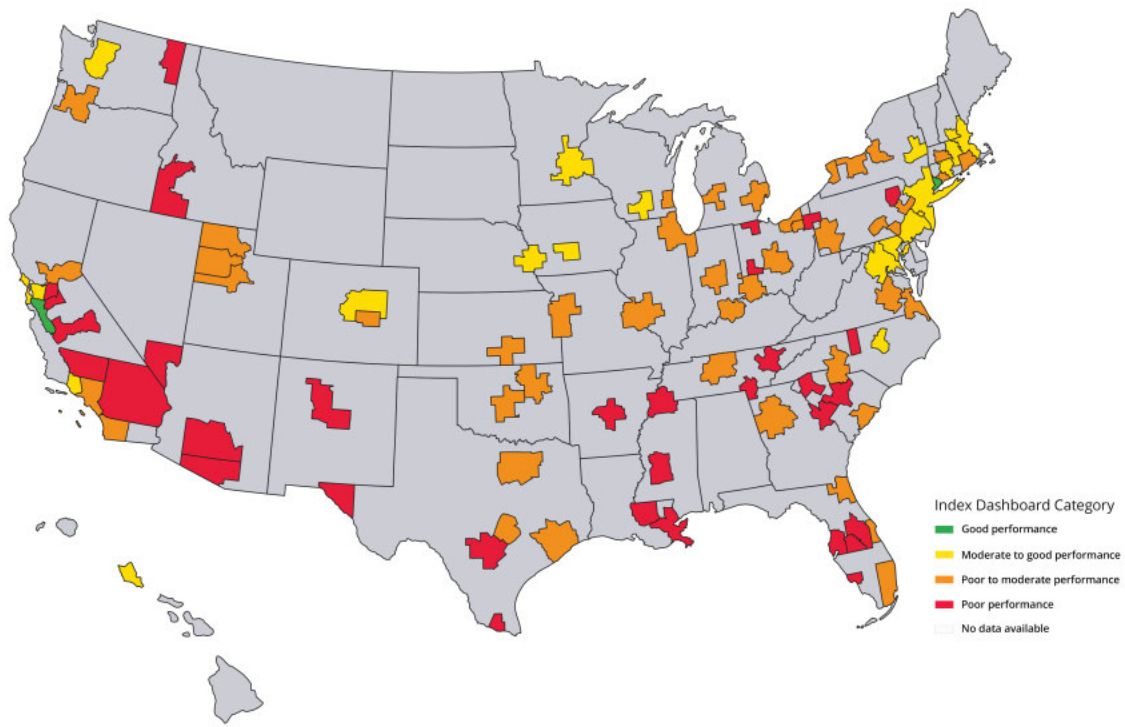 Index Dashboard Category
Good performance
Moderate to good performance
Poor to moderate performance
Poor performance
No data available